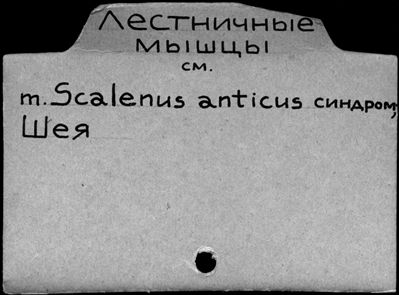 Лестничные
мышцы
см.
m. Scalenus anticus синдром;
Шея